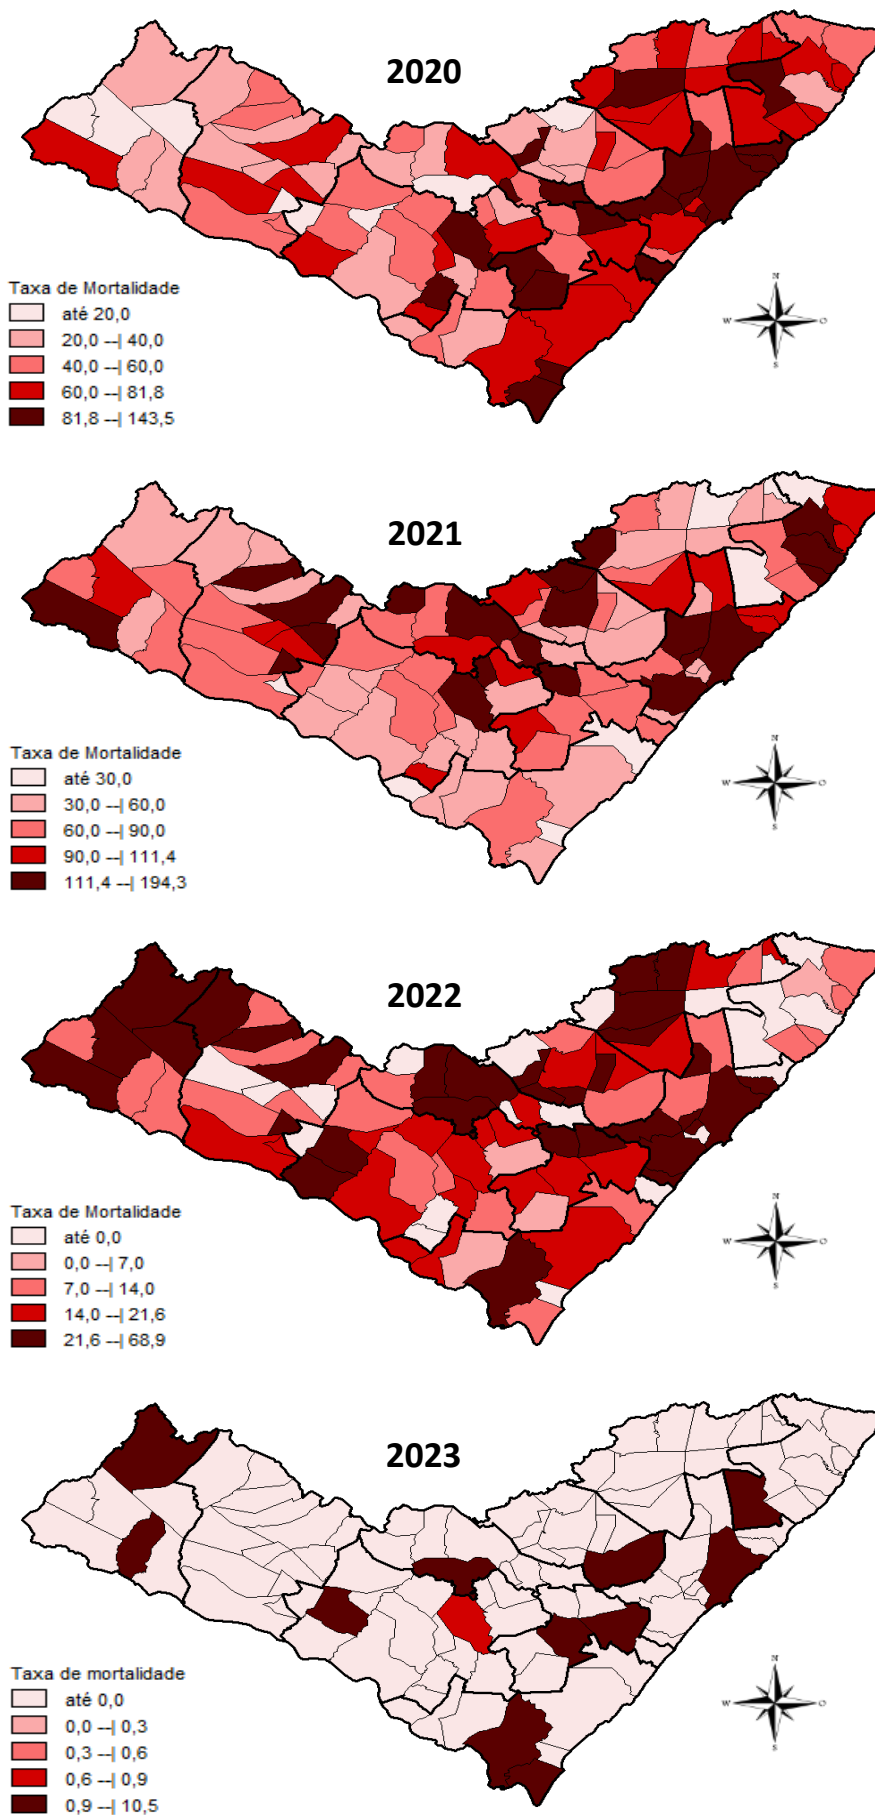 2020
Taxa de Mortalidade
até 20,0
20,0 --| 40,0
40,0 --| 60,0
60,0 --| 81,8
81,8 --| 143,5
N
W
O
S
2021
Taxa de Mortalidade
até 30,0
30,0 --| 60,0
60,0 --| 90,0
90,0 --| 111,4
111,4 --| 194,3
N
W
O
S
2022
Taxa de Mortalidade
até 0,0
0,0 --| 7,0
7,0 --| 14,0
14,0 --| 21,6
21,6 --| 68,9
N
W
O
S
2023
Taxa de mortalidade
até 0,0
0,0 --| 0,3
0,3 --| 0,6
0,6 --| 0,9
0,9 --| 10,5
N
W
O
S